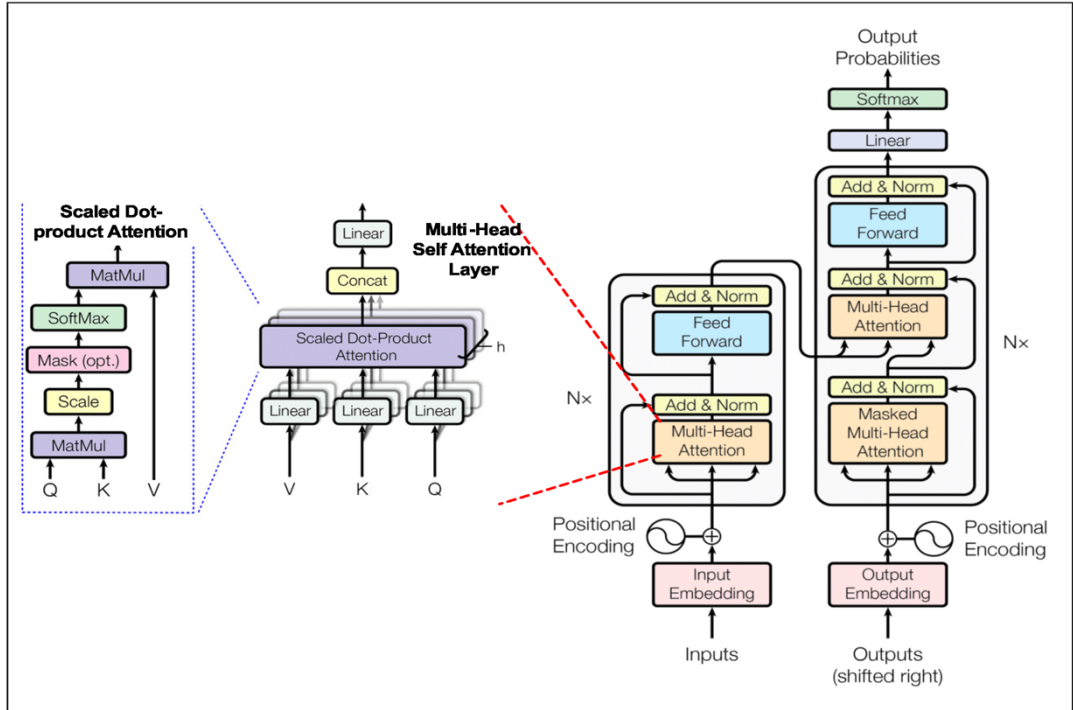 Scaled Dot-
product Attention
MatMul
SoftMax
Mask (opt.)
Scale
MatMul
Q
K
V
Multi-Head
Self Attention
Layer
Linear
Concat
Scaled Dot-Product
Attention
h
Linear
Linear
Linear
V
K
Q
Add & Norm
Feed
Forward
N×
Add & Norm
Multi-Head
Attention
Positional
Encoding
Input
Embedding
Inputs
Output
Probabilities
Softmax
Linear
Add & Norm
Feed
Forward
Add & Norm
Multi-Head
Attention
N×
Add & Norm
Masked
Multi-Head
Attention
Positional
Encoding
Output
Embedding
Outputs
(shifted right)